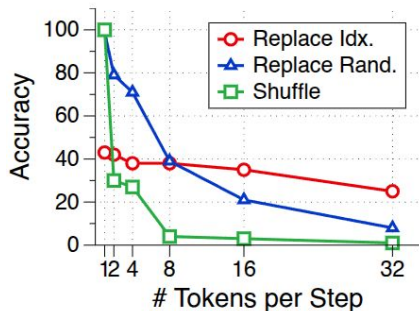 100
80
60
40
20
0
Accuracy
Replace Idx.
Replace Rand.
Shuffle
1 2 4 8 16 32
# Tokens per Step